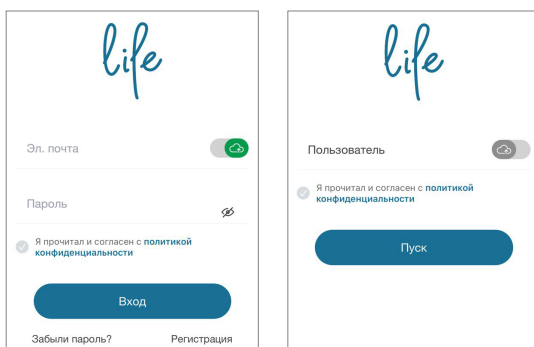 life
Эл. почта
Пароль
Я прочитал и согласен с политикой
конфиденциальности
Вход
Забыли пароль? Регистрация
life
Пользователь
Я прочитал и согласен с политикой
конфиденциальности
Пуск